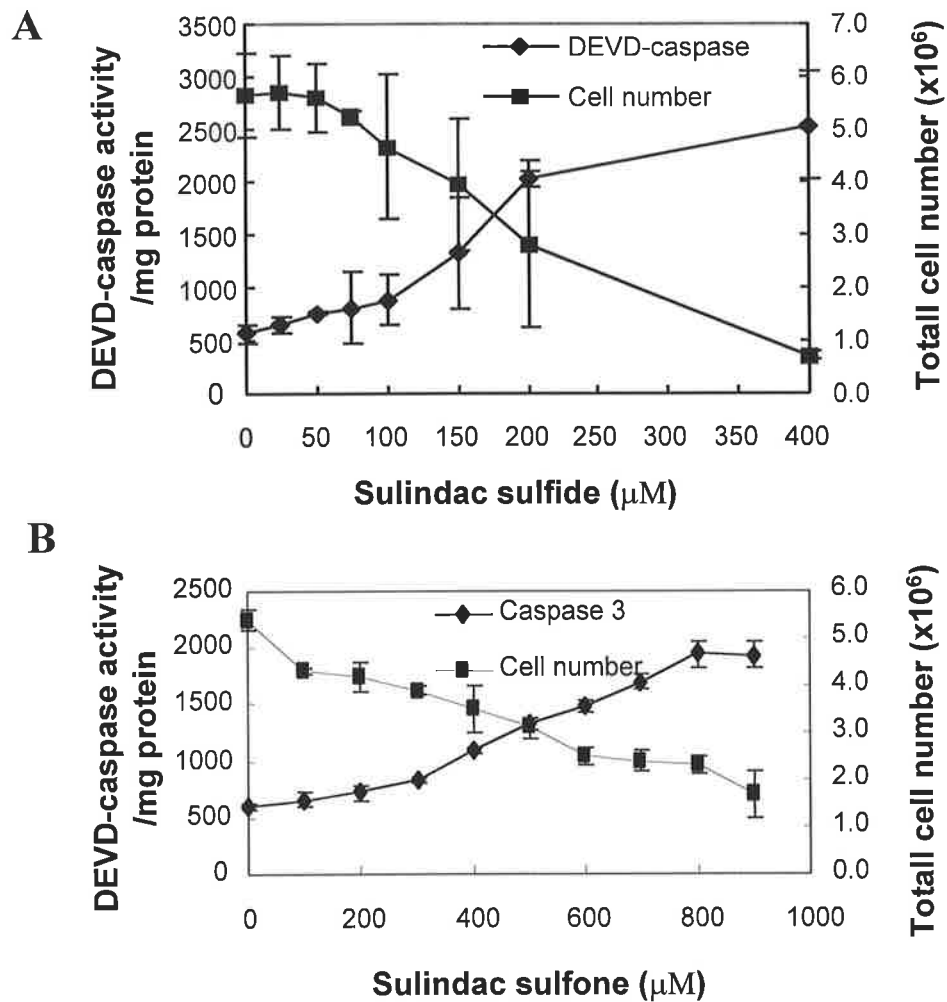 A
DEVD-caspase activity
/mg protein
3500
3000
2500
2000
1500
1000
500
0
DEVD-caspase
Cell number
7.0
6.0
5.0
4.0
3.0
2.0
1.0
0.0
Totall cell number (x10⁶)
0 50 100 150 200 250 300 350 400
Sulindac sulfide (μM)
B
DEVD-caspase activity
/mg protein
2500
2000
1500
1000
500
0
Caspase 3
Cell number
6.0
5.0
4.0
3.0
2.0
1.0
0.0
Totall cell number (x10⁶)
0 200 400 600 800 1000
Sulindac sulfone (μM)